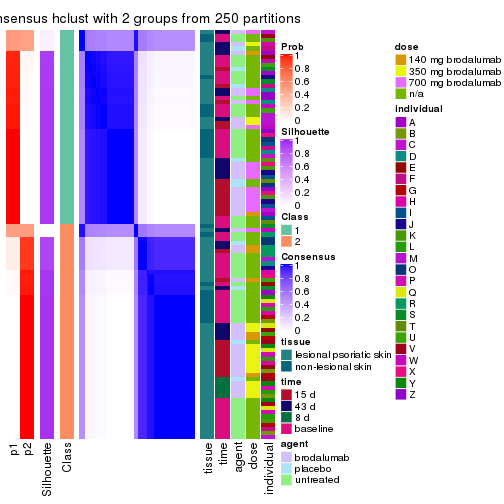 nsensus hclust with 2 groups from 250 partitions
Prob
1
0.8
0.6
0.4
0.2
0
Silhouette
1
0.8
0.6
0.4
0.2
0
Class
1
2
Consensus
1
0.8
0.6
0.4
0.2
0
tissue
lesional psoriatic skin
non-lesional skin
time
15 d
43 d
8 d
baseline
agent
brodalumab
placebo
untreated
dose
140 mg brodalumab
350 mg brodalumab
700 mg brodalumab
n/a
individual
A
B
C
D
E
F
G
H
I
J
K
L
M
O
P
Q
R
S
T
U
V
W
X
Y
Z
p1
p2
Silhouette
Class
tissue
time
agent
dose
individual